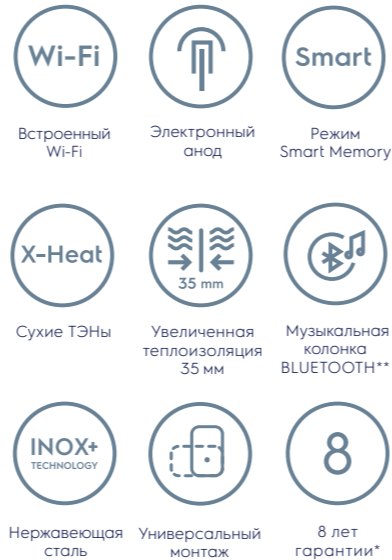 Wi-Fi
Встроенный
Wi-Fi
Электронный
анод
Smart
Режим
Smart Memory
X-Heat
Сухие ТЭНы
35 mm
Увеличенная
теплоизоляция
35 мм
Музыкальная
колонка
BLUETOOTH**
INOX+
TECHNOLOGY
Нержавеющая
сталь
Универсальный
монтаж
8
8 лет
гарантии*